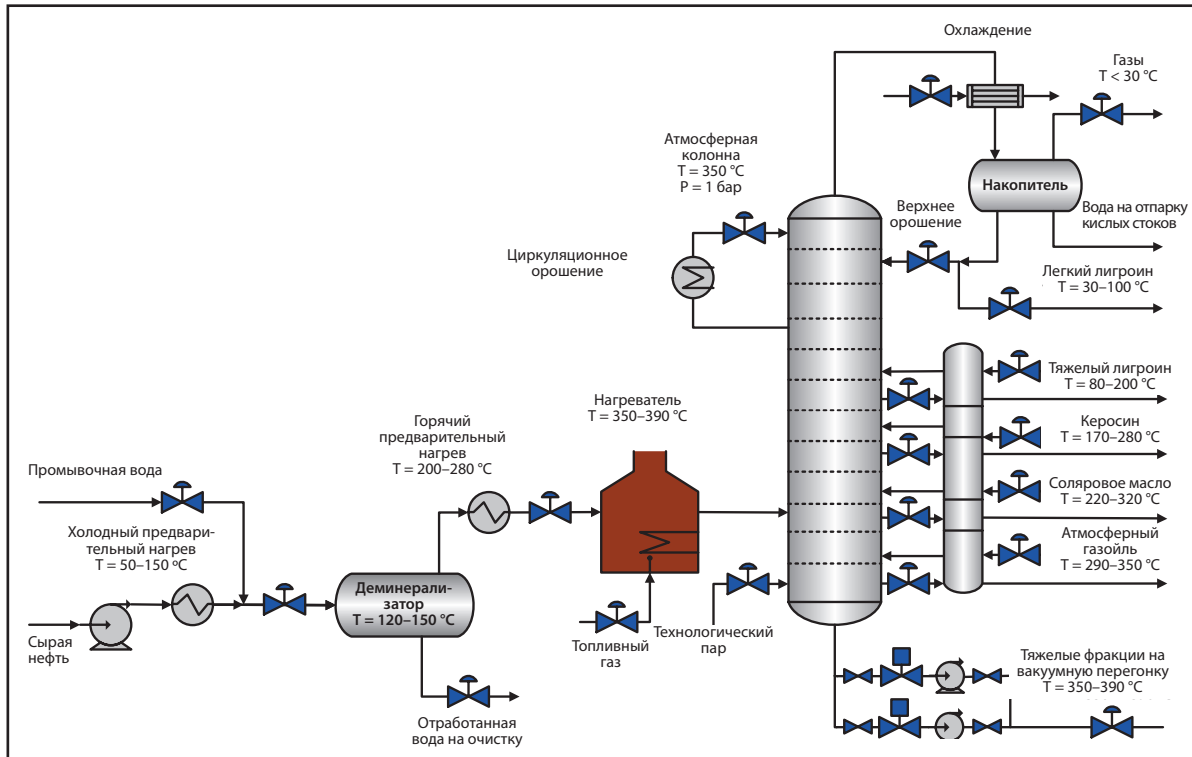 Охлаждение
Газы
T < 30 °C
Атмосферная
колонна
T = 350 °C
P = 1 бар
Накопитель
Верхнее
орошение
Вода на отпарку
кислых стоков
Циркуляционное
орошение
Легкий лигроин
T = 30–100 °C
Тяжелый лигроин
T = 80–200 °C
Нагреватель
T = 350–390 °C
Горячий
предварительный
нагрев
T = 200–280 °C
Керосин
T = 170–280 °C
Промывочная вода
Соляровое масло
T = 220–320 °C
Холодный предвари-
тельный нагрев
T = 50–150 °C
Атмосферный
газойль
T = 290–350 °C
Деминерали-
затор
T = 120–150 °C
Сырая
нефть
Топливный
газ
Технологический
пар
Тяжелые фракции на
вакуумную перегонку
T = 350–390 °C
Отработанная
вода на очистку